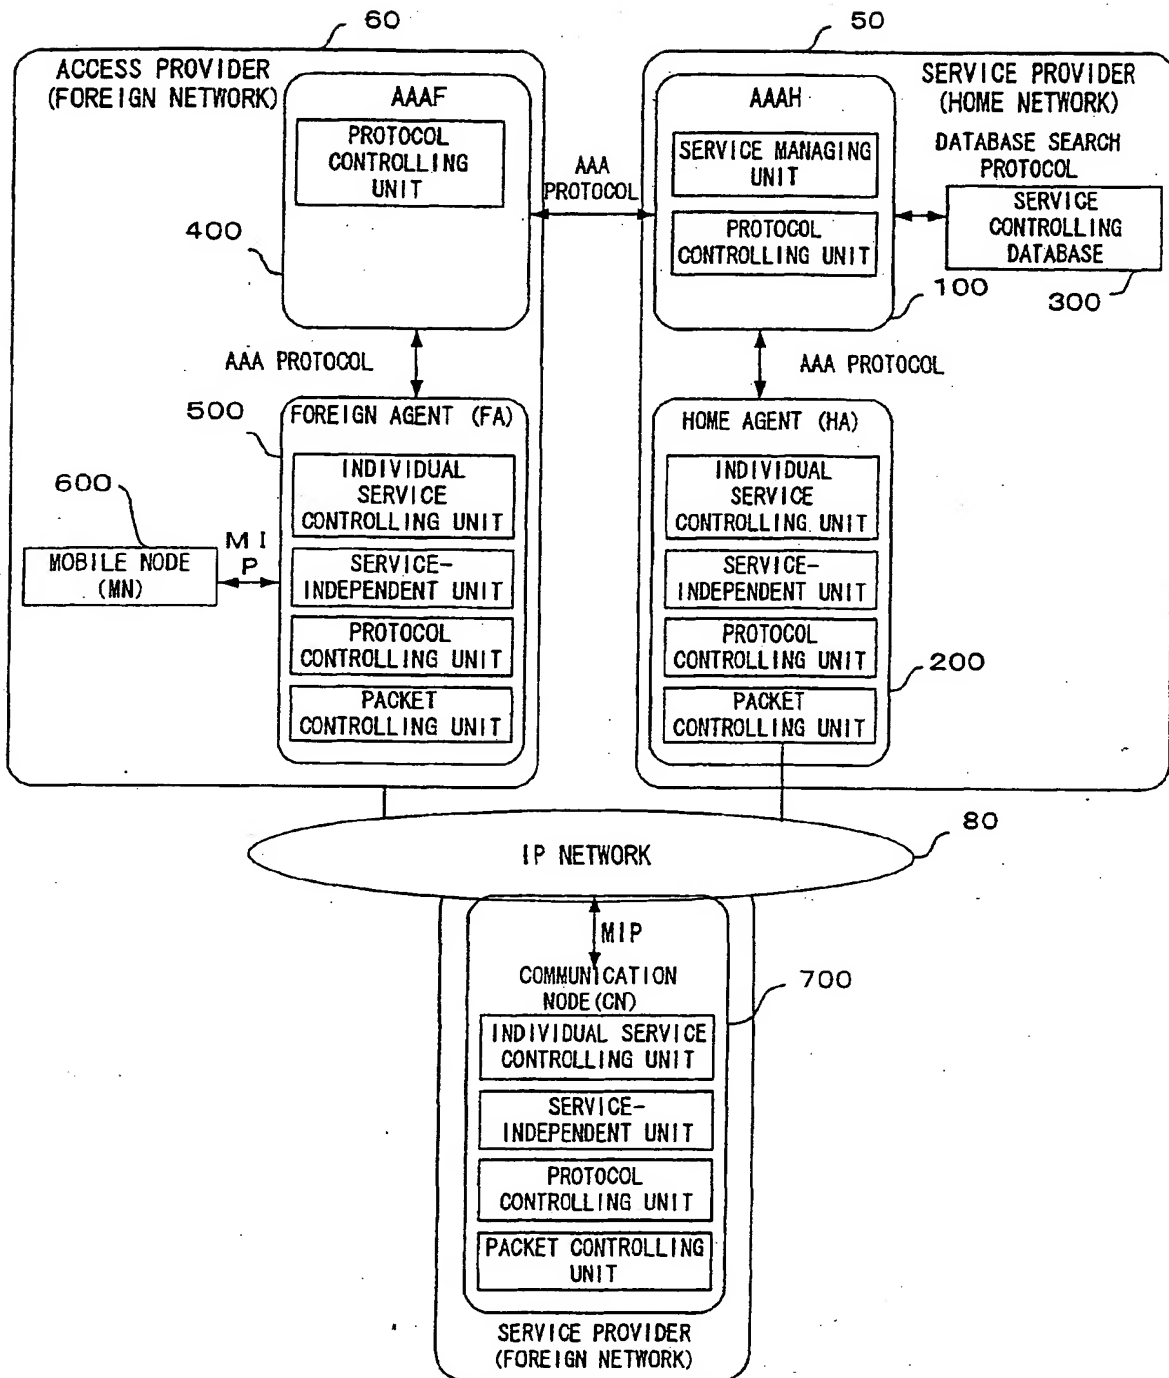 60
50
ACCESS PROVIDER
(FOREIGN NETWORK)
AAAF
PROTOCOL
CONTROLLING
UNIT
400
AAA
PROTOCOL
AAAH
SERVICE MANAGING
UNIT
PROTOCOL
CONTROLLING UNIT
SERVICE PROVIDER
(HOME NETWORK)
DATABASE SEARCH
PROTOCOL
SERVICE
CONTROLLING
DATABASE
100
300
AAA PROTOCOL
AAA PROTOCOL
500
FOREIGN AGENT (FA)
INDIVIDUAL
SERVICE
CONTROLLING UNIT
SERVICE-
INDEPENDENT UNIT
PROTOCOL
CONTROLLING UNIT
PACKET
CONTROLLING UNIT
600
MOBILE NODE
(MN)
MI
P
HOME AGENT (HA)
INDIVIDUAL
SERVICE
CONTROLLING UNIT
SERVICE-
INDEPENDENT UNIT
PROTOCOL
CONTROLLING UNIT
PACKET
CONTROLLING UNIT
200
80
IP NETWORK
MIP
COMMUNICATION
NODE(CN)
700
INDIVIDUAL SERVICE
CONTROLLING UNIT
SERVICE-
INDEPENDENT UNIT
PROTOCOL
CONTROLLING UNIT
PACKET CONTROLLING
UNIT
SERVICE PROVIDER
(FOREIGN NETWORK)